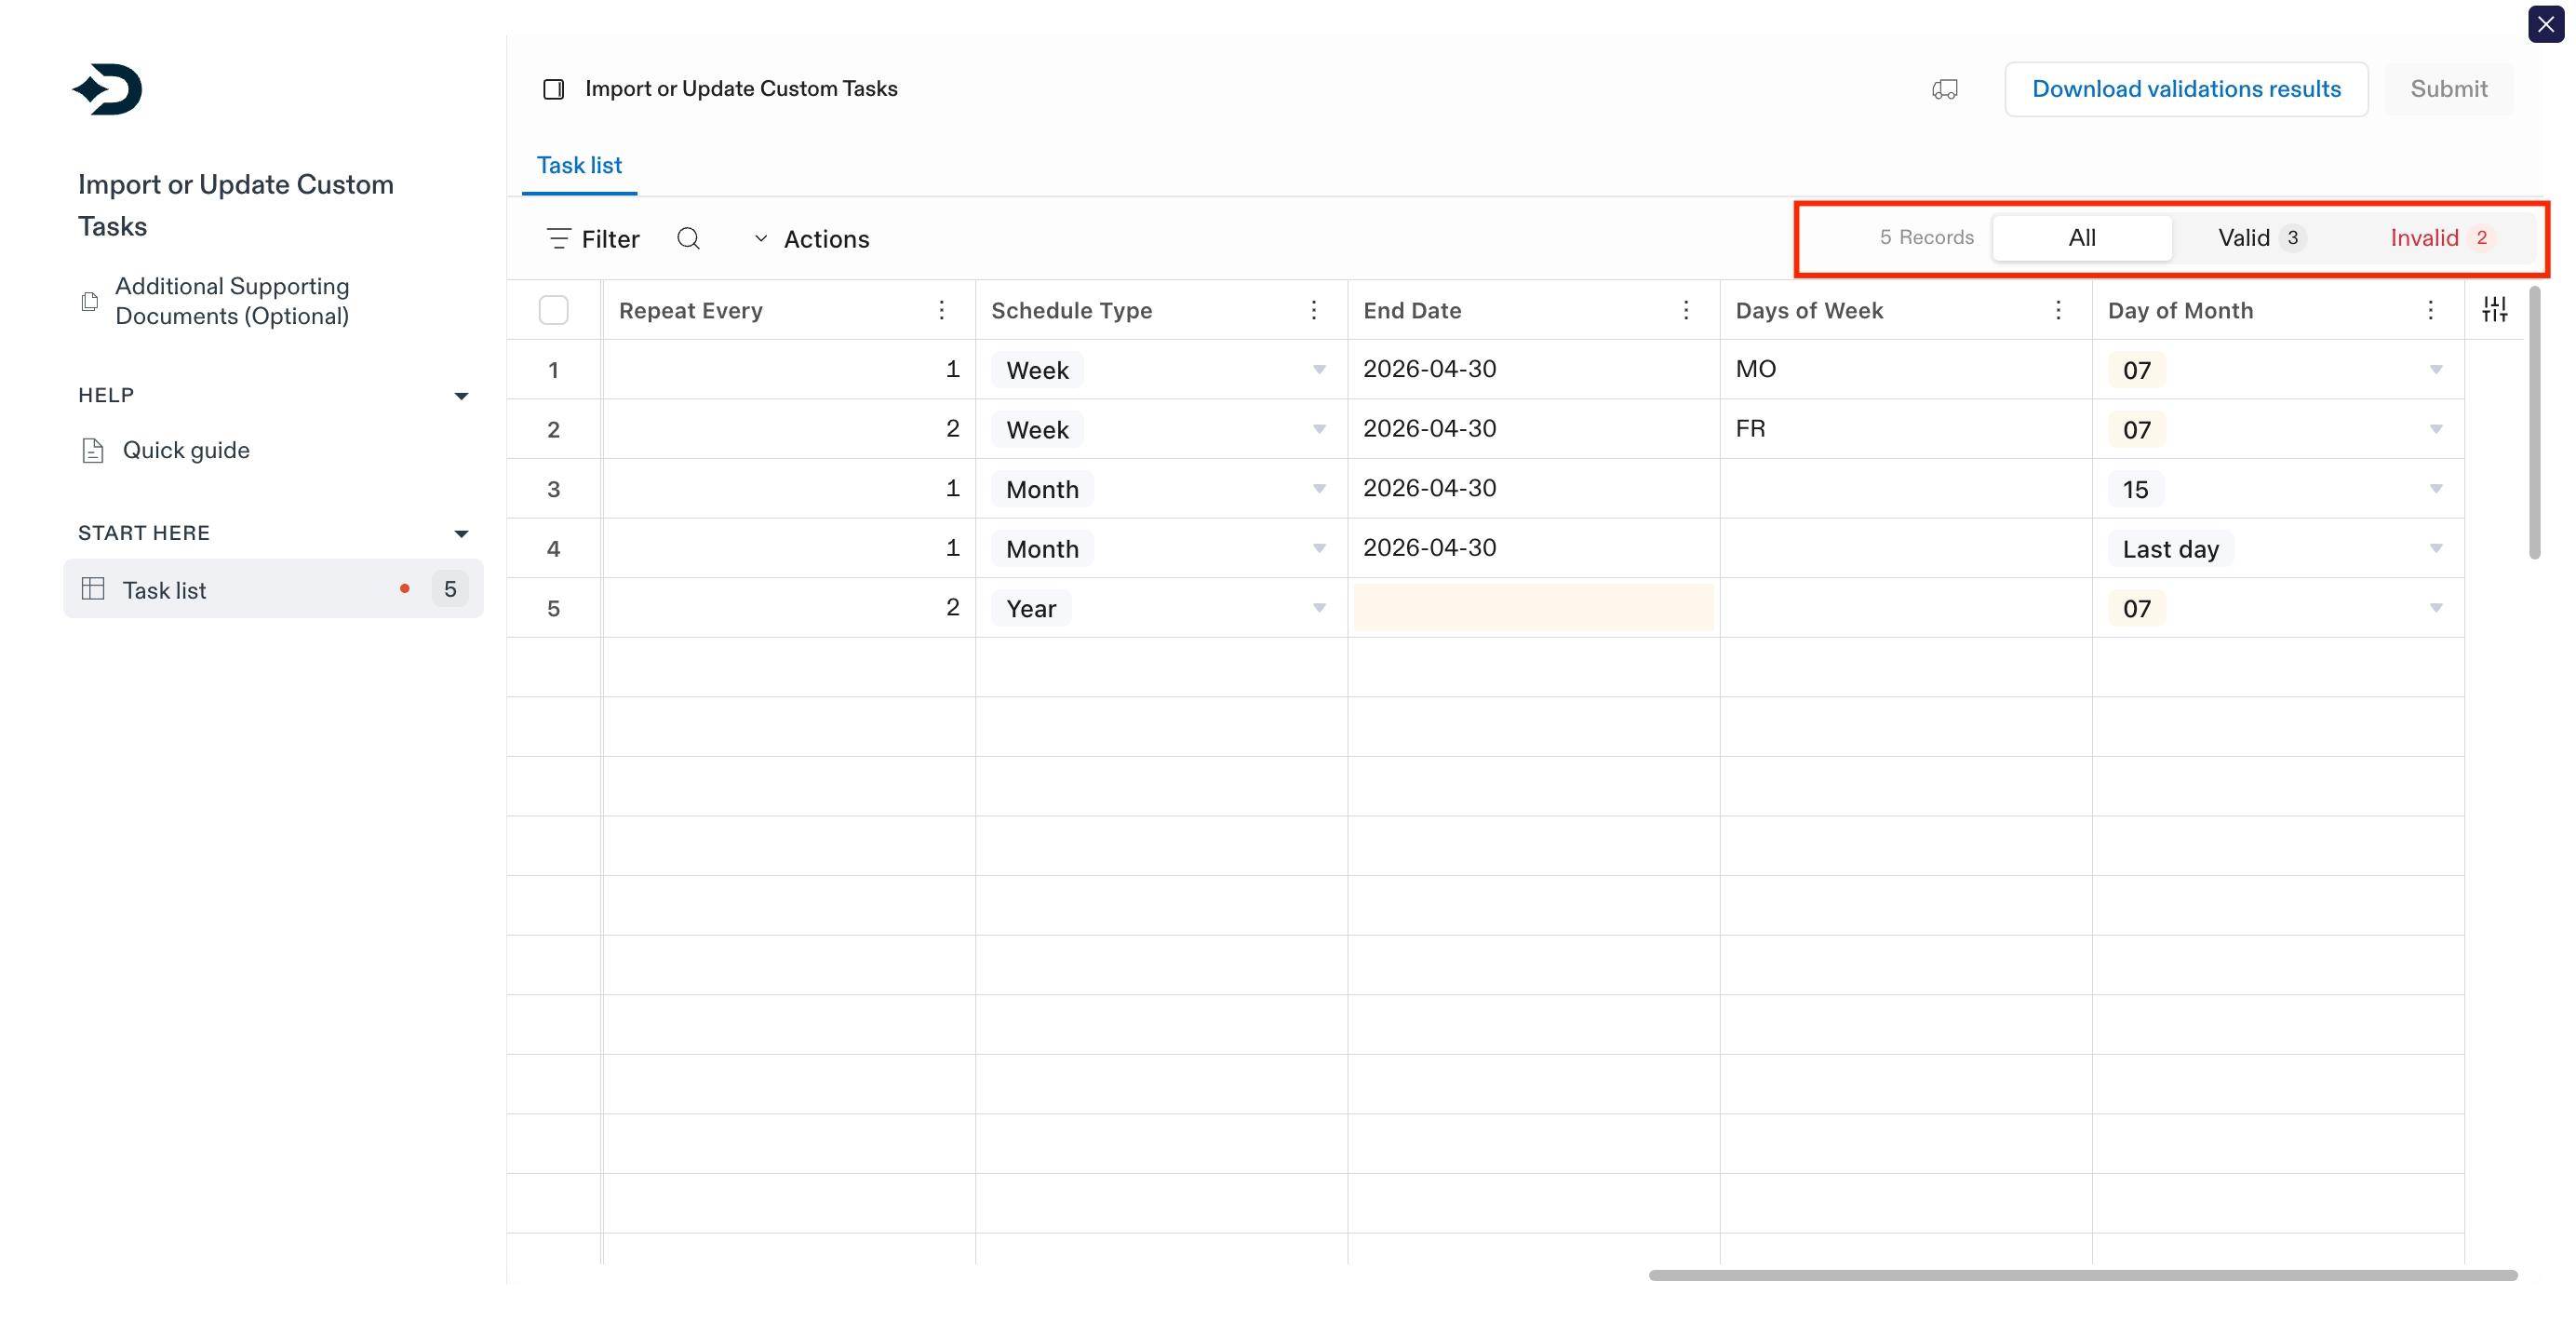 Import or Update Custom Tasks
Download validations results
Submit
Import or Update Custom
Tasks
Additional Supporting
Documents (Optional)
HELP
Quick guide
START HERE
Task list 5
Task list
Filter Actions 5 Records All Valid 3 Invalid 2
Repeat Every Schedule Type End Date Days of Week Day of Month
1 1 Week 2026-04-30 MO 07
2 2 Week 2026-04-30 FR 07
3 1 Month 2026-04-30 15
4 1 Month 2026-04-30 Last day
5 2 Year 07